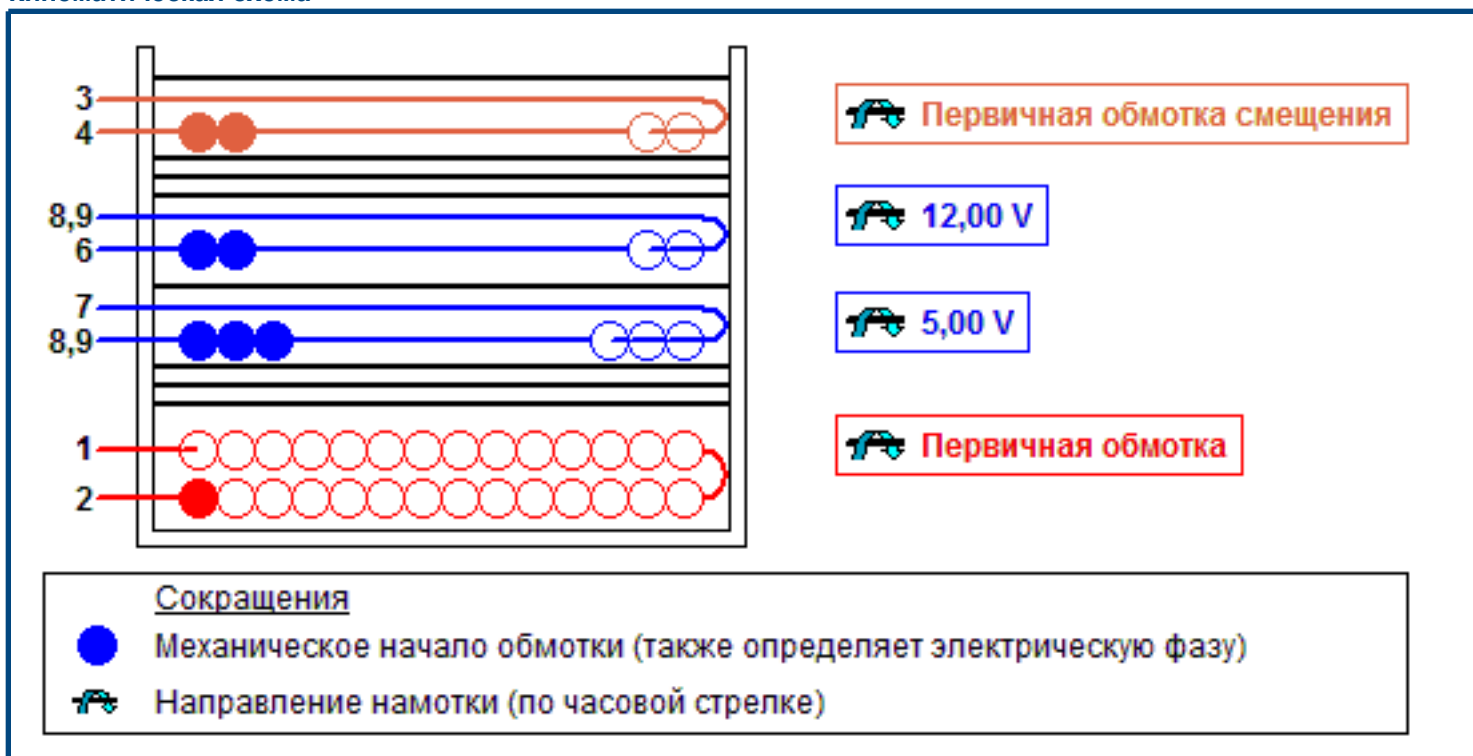 3
4
Первичная обмотка смещения
8,9
6
12,00 V
7
8,9
5,00 V
1
2
Первичная обмотка
Сокращения
Механическое начало обмотки (также определяет электрическую фазу)
Направление намотки (по часовой стрелке)